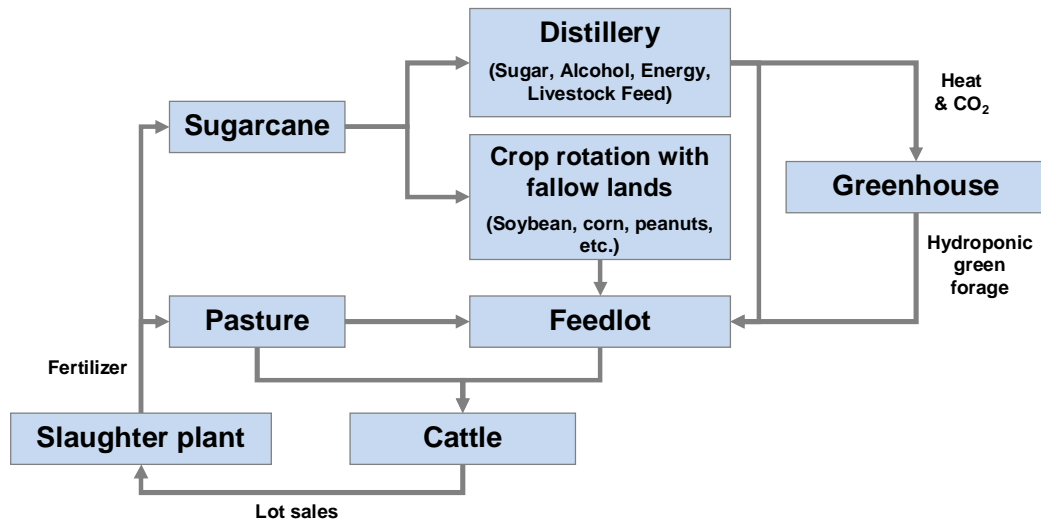 Distillery
(Sugar, Alcohol, Energy,
Livestock Feed)
Heat
& CO₂
Sugarcane
Crop rotation with
fallow lands
(Soybean, corn, peanuts,
etc.)
Greenhouse
Hydroponic
green
forage
Pasture
Feedlot
Fertilizer
Slaughter plant
Cattle
Lot sales